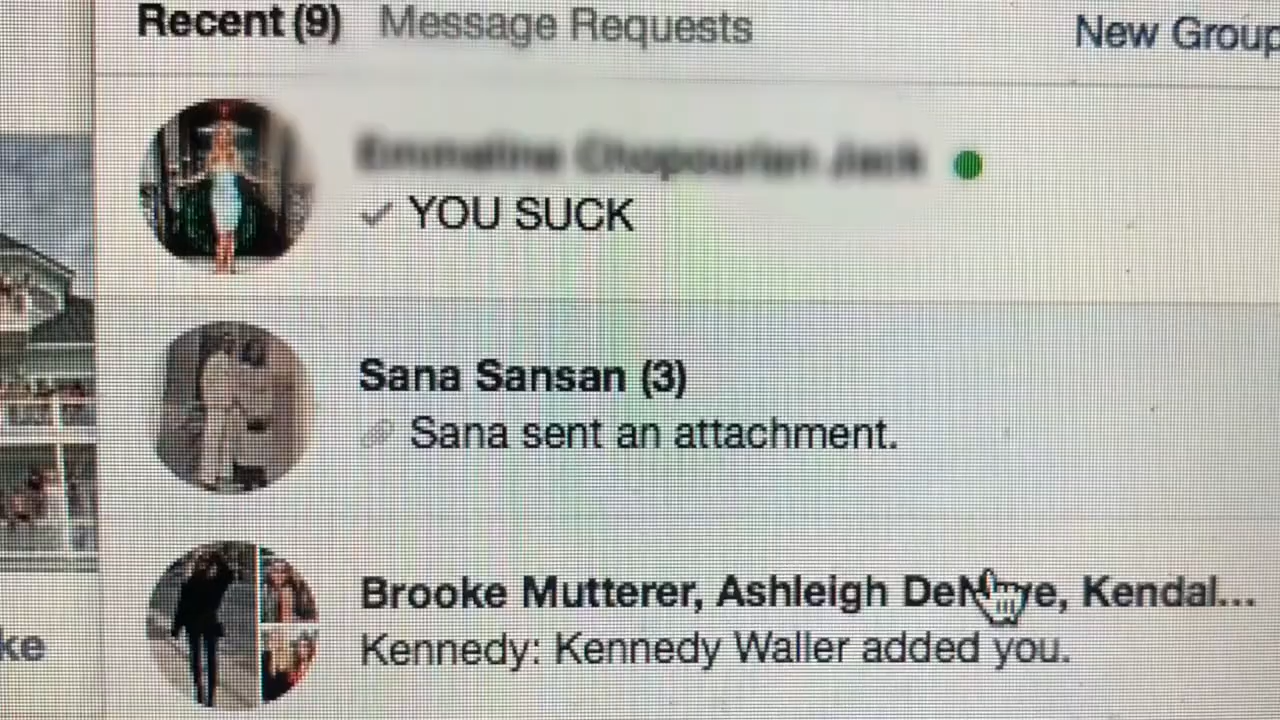 Recent (9) Message Requests New Group
YOU SUCK
Sana Sansan (3)
Sana sent an attachment.
Brooke Mutterer, Ashleigh Kendal...
Kennedy: Kennedy Waller added you.
ke